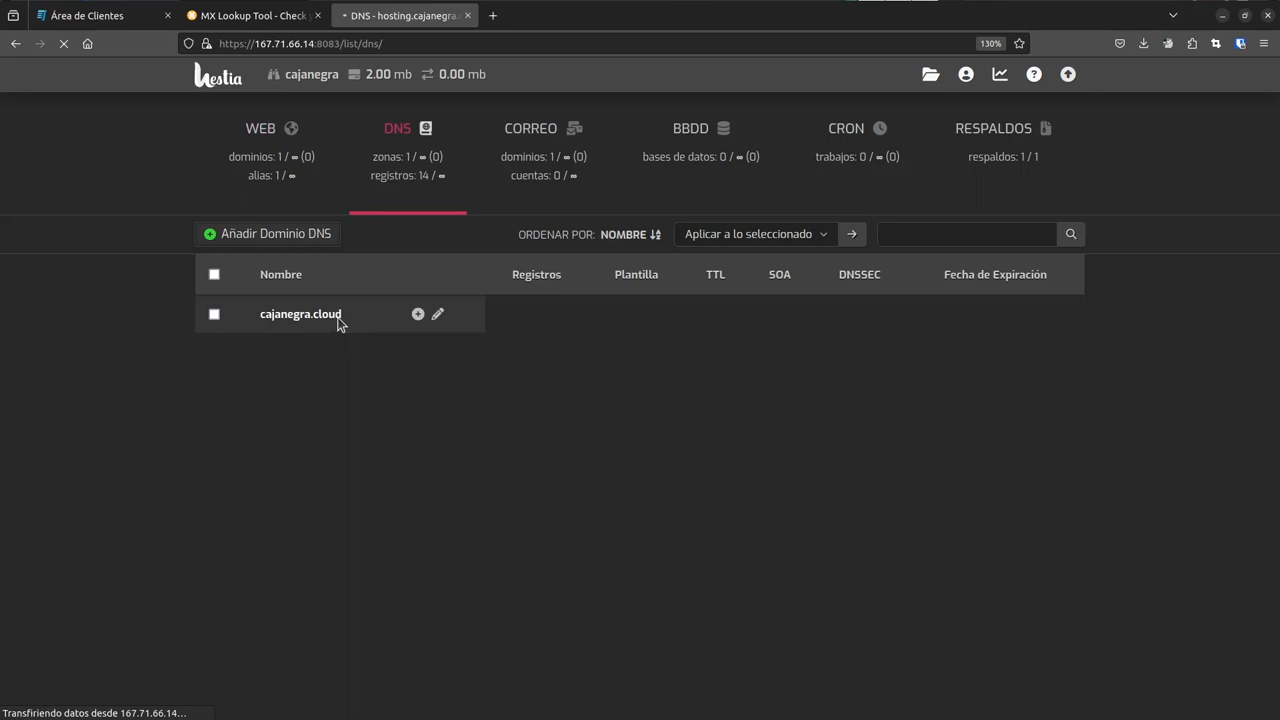 Área de Clientes
MX Lookup Tool - Check y
DNS - hosting.cajanegra.
https://167.71.66.14:8083/list/dns/
130%
hestia
cajanegra
2.00 mb
0.00 mb
WEB
DNS
CORREO
BBDD
CRON
RESPALDOS
dominios: 1 / ∞ (0)
zonas: 1 / ∞ (0)
dominios: 1 / ∞ (0)
bases de datos: 0 / ∞ (0)
trabajos: 0 / ∞ (0)
respaldos: 1 / 1
alias: 1 / ∞
registros: 14 / ∞
cuentas: 0 / ∞
Añadir Dominio DNS
ORDENAR POR: NOMBRE
Aplicar a lo seleccionado
Nombre
Registros
Plantilla
TTL
SOA
DNSSEC
Fecha de Expiración
cajanegra.cloud
Transfiriendo datos desde 167.71.66.14...